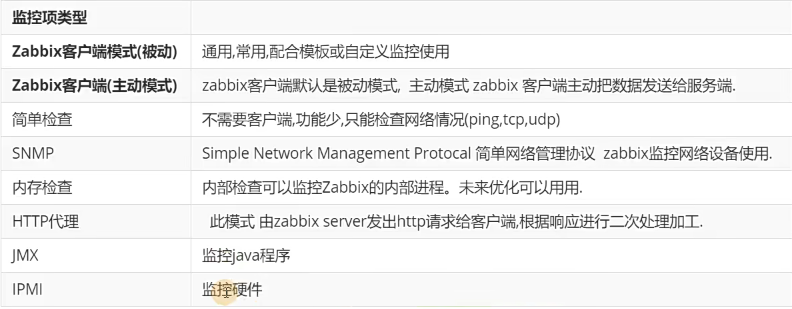 监控项类型
Zabbix客户端模式(被动) 通用,常用,配合模板或自定义监控使用
Zabbix客户端(主动模式) zabbix客户端默认是被动模式, 主动模式 zabbix 客户端主动把数据发送给服务端.
简单检查 不需要客户端,功能少,只能检查网络情况(ping,tcp,udp)
SNMP Simple Network Management Protocal 简单网络管理协议 zabbix监控网络设备使用.
内存检查 内部检查可以监控Zabbix的内部进程。未来优化可以用用.
HTTP代理 此模式 由zabbix server发出http请求给客户端,根据响应进行二次处理加工.
JMX 监控java程序
IPMI 监控硬件